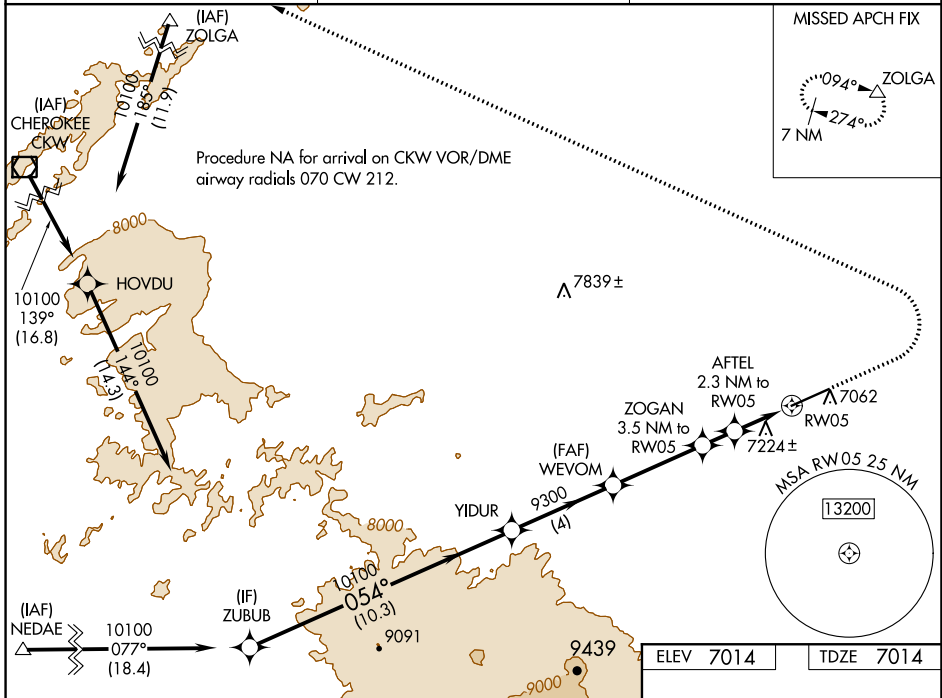 (IAF)
ZOLGA
10100
185°
(11.9)
(IAF)
CHEROKEE
CKW
Procedure NA for arrival on CKW VOR/DME
airway radials 070 CW 212.
MISSED APCH FIX
094°
ZOLGA
274°
7 NM
8000
HOVDU
10100
139°
(16.8)
10100
144°
(14.3)
7839±
AFTEL
2.3 NM to
RW05
ZOGAN
3.5 NM to
RW05
7062
RW05
7224±
(FAF)
WEVOM
9300
(4)
YIDUR
MSA RW05 25 NM
13200
8000
10100
054°
(10.3)
(IF)
ZUBUB
(IAF)
NEDAE
10100
077°
(18.4)
9091
9439
9000
ELEV 7014
TDZE 7014